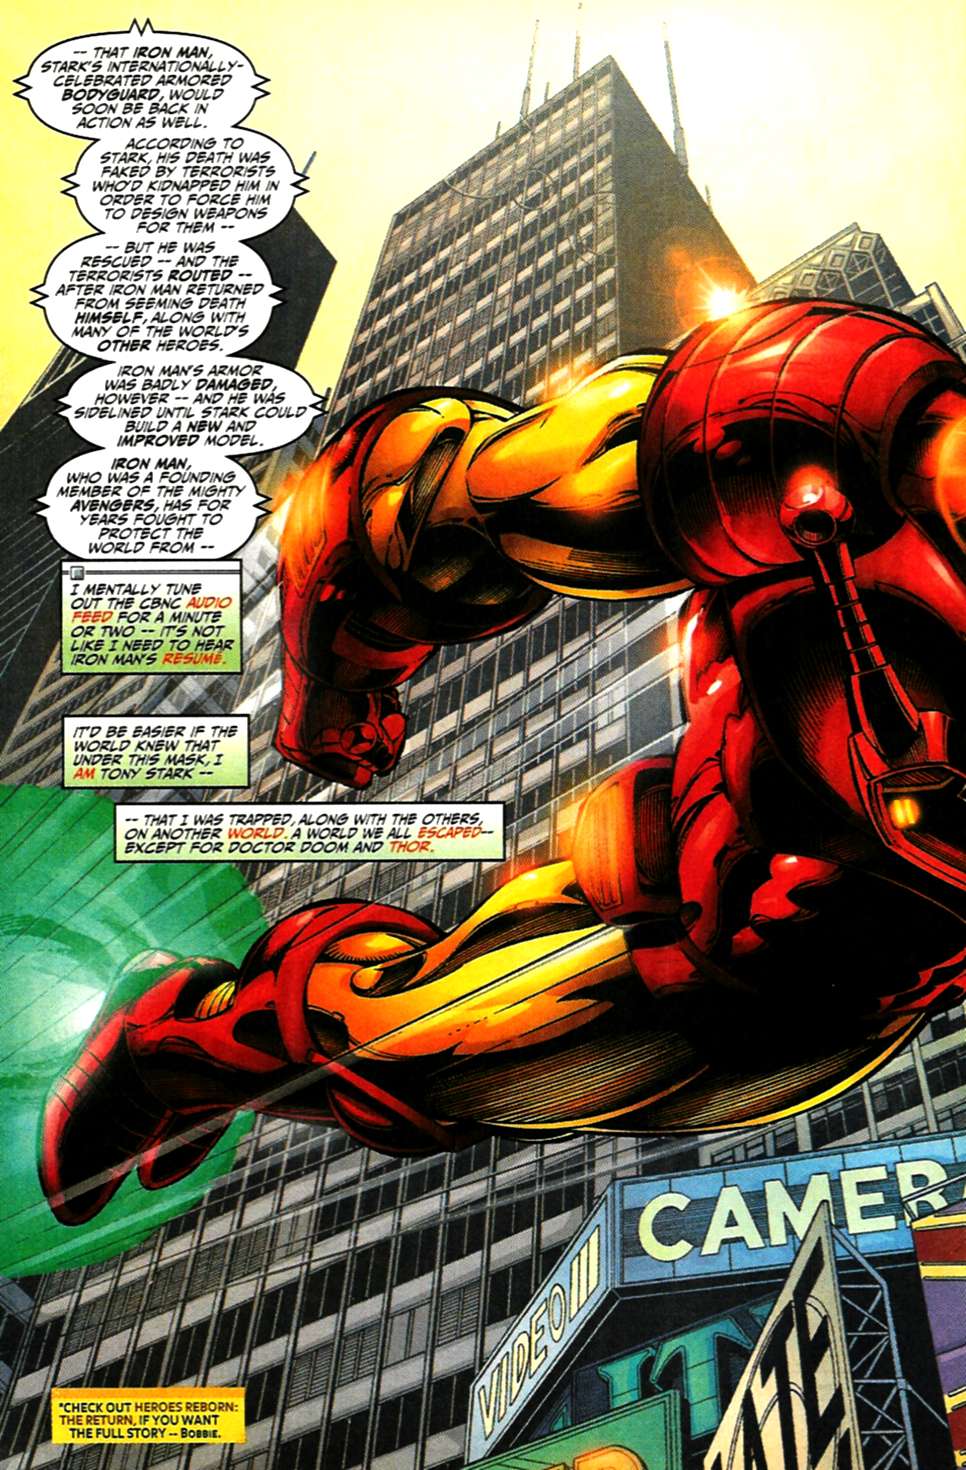 -- THAT IRON MAN,
STARK'S INTERNATIONALLY-
CELEBRATED ARMORED
BODYGUARD, WOULD
SOON BE BACK IN
ACTION AS WELL.
ACCORDING TO
STARK, HIS DEATH WAS
FAKED BY TERRORISTS
WHO'D KIDNAPPED HIM IN
ORDER TO FORCE HIM
TO DESIGN WEAPONS
FOR THEM --
-- BUT HE WAS
RESCUED -- AND THE
TERRORISTS ROUTED --
AFTER IRON MAN RETURNED
FROM SEEMING DEATH
HIMSELF, ALONG WITH
MANY OF THE WORLD'S
OTHER HEROES.
IRON MAN'S ARMOR
WAS BADLY DAMAGED,
HOWEVER -- AND HE WAS
SIDELINED UNTIL STARK COULD
BUILD A NEW AND
IMPROVED MODEL.
IRON MAN,
WHO WAS A FOUNDING
MEMBER OF THE MIGHTY
AVENGERS, HAS FOR
YEARS FOUGHT TO
PROTECT THE
WORLD FROM --
I MENTALLY TUNE
OUT THE CBNC AUDIO
FEED FOR A MINUTE
OR TWO -- IT'S NOT
LIKE I NEED TO HEAR
IRON MAN'S RESUMÉ.
IT'D BE EASIER IF THE
WORLD KNEW THAT
UNDER THIS MASK, I
AM TONY STARK --
-- THAT I WAS TRAPPED, ALONG WITH THE OTHERS,
ON ANOTHER WORLD. A WORLD WE ALL ESCAPED--
EXCEPT FOR DOCTOR DOOM AND THOR.
CAMERA
VIDEO
IT
*CHECK OUT HEROES REBORN:
THE RETURN, IF YOU WANT
THE FULL STORY -- BOBBIE.